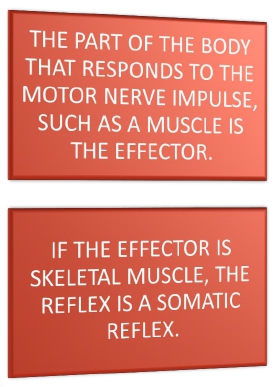 THE PART OF THE BODY
THAT RESPONDS TO THE
MOTOR NERVE IMPULSE,
SUCH AS A MUSCLE IS
THE EFFECTOR.
IF THE EFFECTOR IS
SKELETAL MUSCLE, THE
REFLEX IS A SOMATIC
REFLEX.